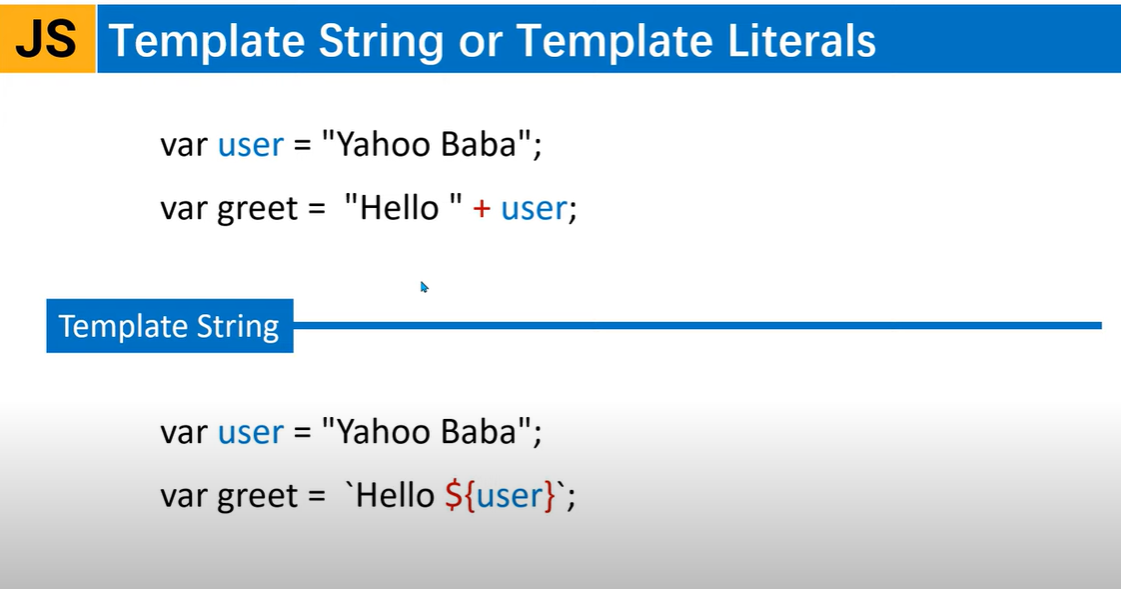 JS Template String or Template Literals
var user = "Yahoo Baba";
var greet =  "Hello " + user;
Template String
var user = "Yahoo Baba";
var greet =  `Hello ${user}`;